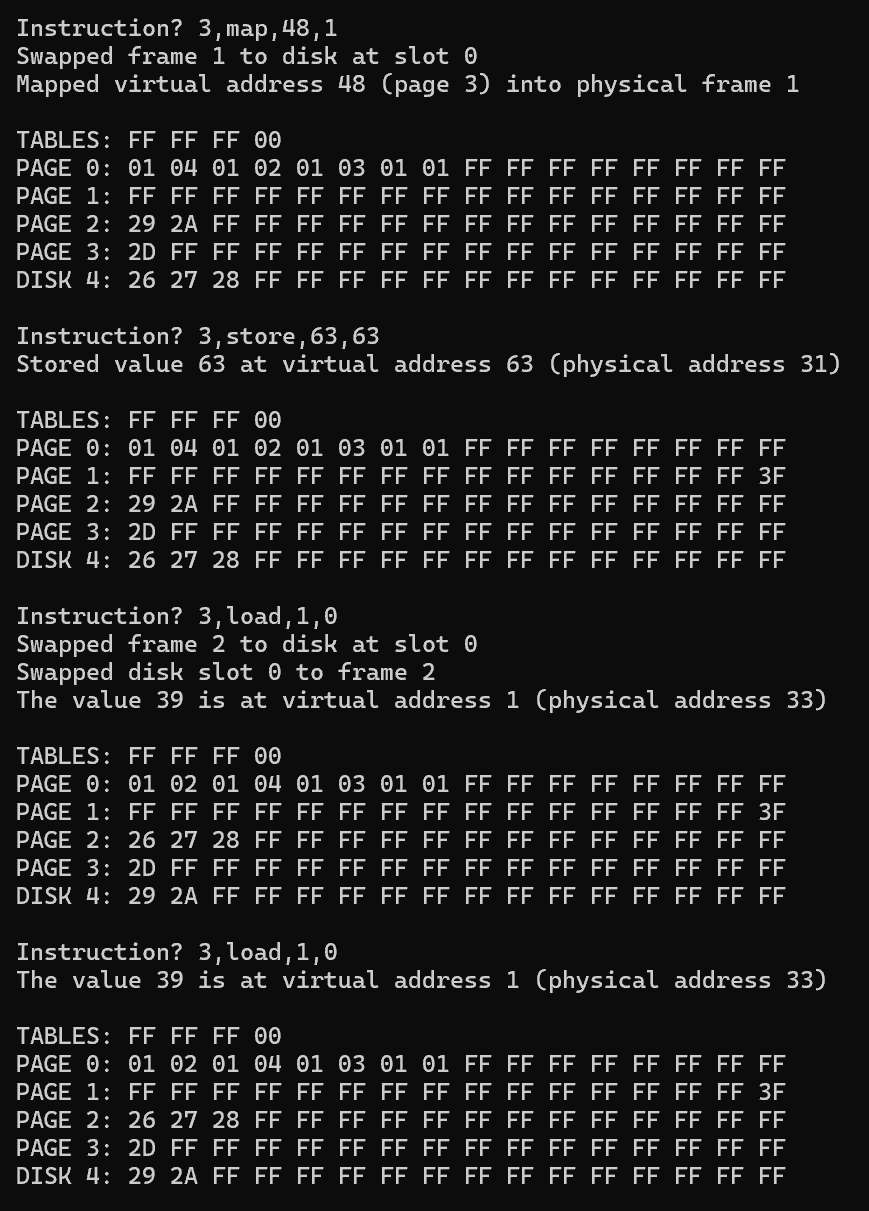 Instruction? 3,map,48,1
Swapped frame 1 to disk at slot 0
Mapped virtual address 48 (page 3) into physical frame 1
TABLES: FF FF FF 00
PAGE 0: 01 04 01 02 01 03 01 01 FF FF FF FF FF FF FF FF
PAGE 1: FF FF FF FF FF FF FF FF FF FF FF FF FF FF FF FF
PAGE 2: 29 2A FF FF FF FF FF FF FF FF FF FF FF FF FF FF
PAGE 3: 2D FF FF FF FF FF FF FF FF FF FF FF FF FF FF FF
DISK 4: 26 27 28 FF FF FF FF FF FF FF FF FF FF FF FF FF
Instruction? 3,store,63,63
Stored value 63 at virtual address 63 (physical address 31)
TABLES: FF FF FF 00
PAGE 0: 01 04 01 02 01 03 01 01 FF FF FF FF FF FF FF FF
PAGE 1: FF FF FF FF FF FF FF FF FF FF FF FF FF FF FF 3F
PAGE 2: 29 2A FF FF FF FF FF FF FF FF FF FF FF FF FF FF
PAGE 3: 2D FF FF FF FF FF FF FF FF FF FF FF FF FF FF FF
DISK 4: 26 27 28 FF FF FF FF FF FF FF FF FF FF FF FF FF
Instruction? 3,load,1,0
Swapped frame 2 to disk at slot 0
Swapped disk slot 0 to frame 2
The value 39 is at virtual address 1 (physical address 33)
TABLES: FF FF FF 00
PAGE 0: 01 02 01 04 01 03 01 01 FF FF FF FF FF FF FF FF
PAGE 1: FF FF FF FF FF FF FF FF FF FF FF FF FF FF FF 3F
PAGE 2: 26 27 28 FF FF FF FF FF FF FF FF FF FF FF FF FF
PAGE 3: 2D FF FF FF FF FF FF FF FF FF FF FF FF FF FF FF
DISK 4: 29 2A FF FF FF FF FF FF FF FF FF FF FF FF FF FF
Instruction? 3,load,1,0
The value 39 is at virtual address 1 (physical address 33)
TABLES: FF FF FF 00
PAGE 0: 01 02 01 04 01 03 01 01 FF FF FF FF FF FF FF FF
PAGE 1: FF FF FF FF FF FF FF FF FF FF FF FF FF FF FF 3F
PAGE 2: 26 27 28 FF FF FF FF FF FF FF FF FF FF FF FF FF
PAGE 3: 2D FF FF FF FF FF FF FF FF FF FF FF FF FF FF FF
DISK 4: 29 2A FF FF FF FF FF FF FF FF FF FF FF FF FF FF